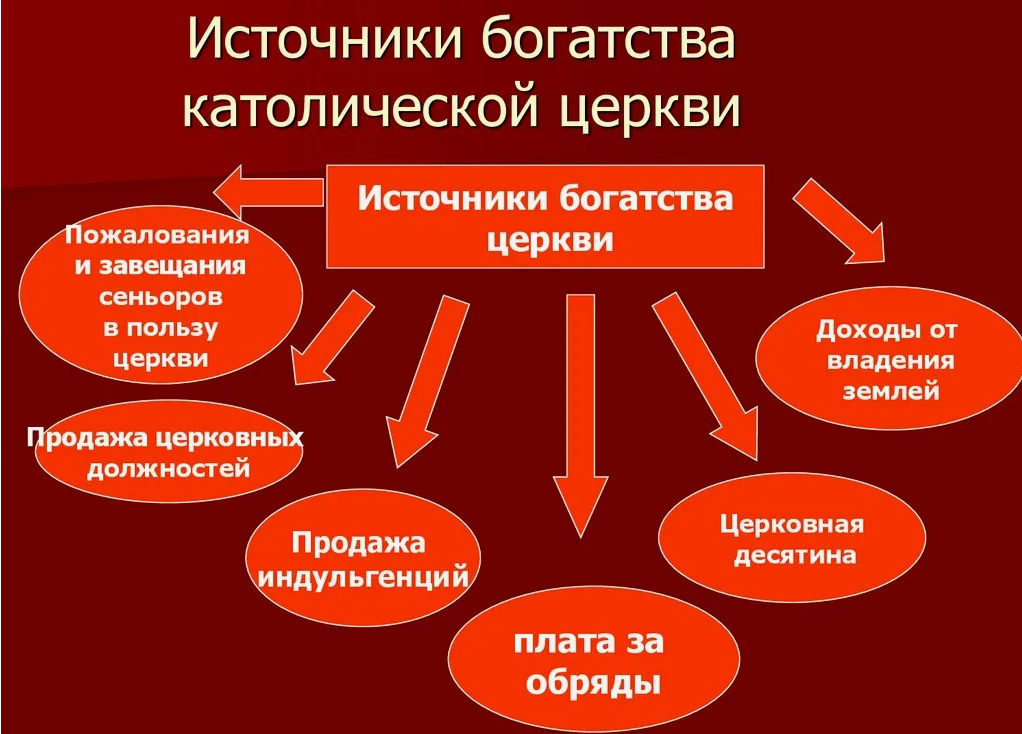 Источники богатства
католической церкви
Источники богатства
церкви
Пожалования
и завещания
сеньоров
в пользу
церкви
Доходы от
владения
землей
Продажа церковных
должностей
Продажа
индульгенций
Церковная
десятина
плата за
обряды